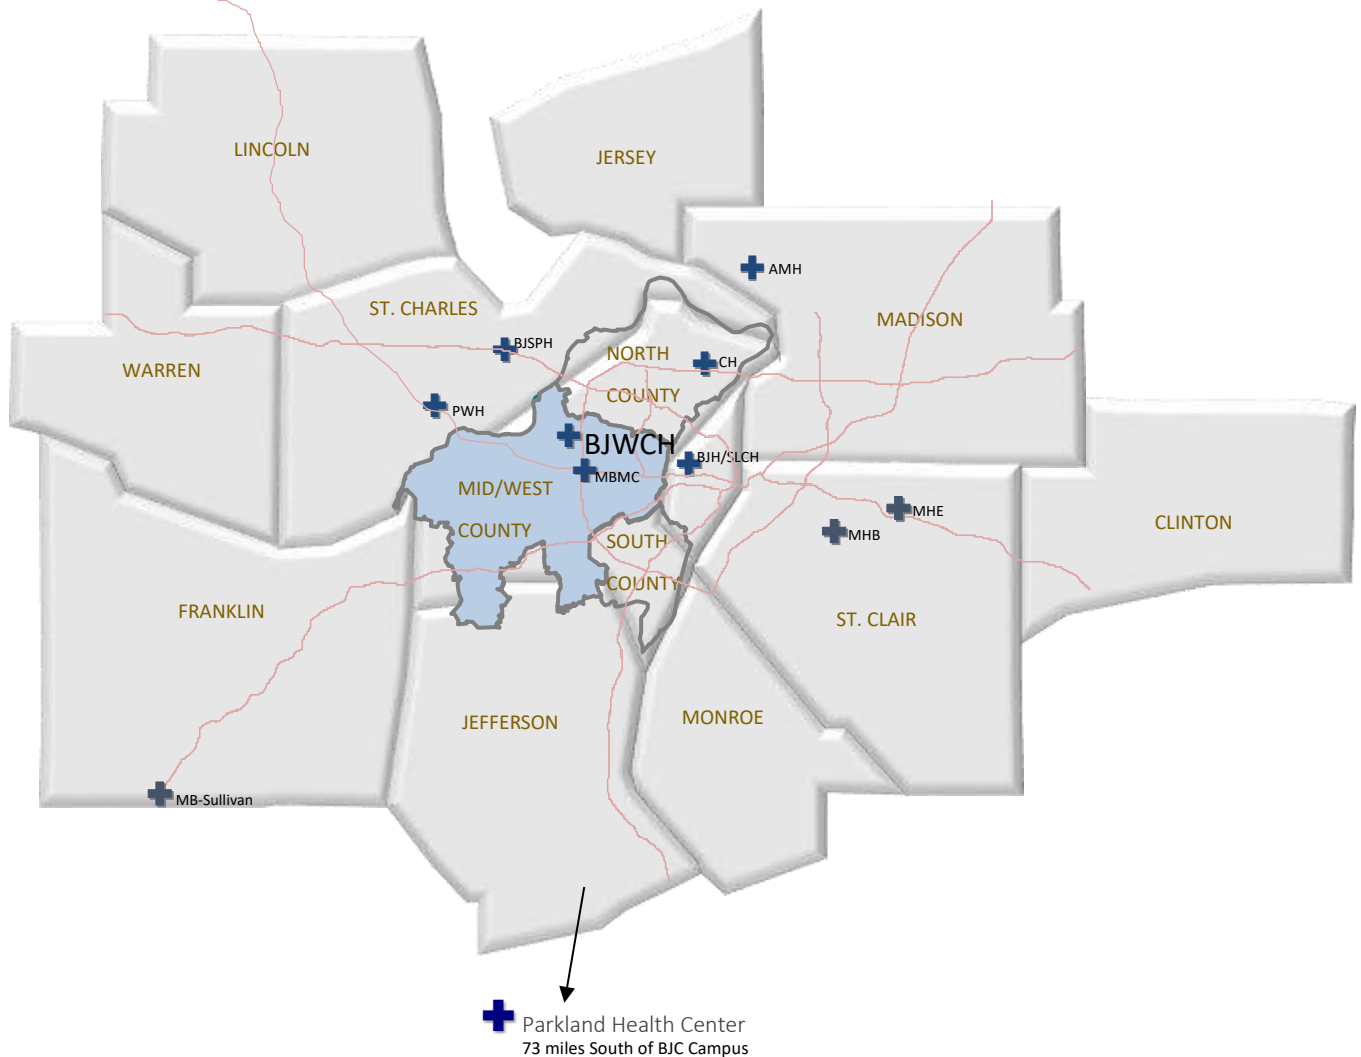 LINCOLN
JERSEY
AMH
ST. CHARLES
MADISON
BJSPH
NORTH
COUNTY
CH
WARREN
PWH
BJWCH
BJH/SLCH
MBMC
MID/WEST
COUNTY
MHE
MHB
CLINTON
SOUTH
COUNTY
FRANKLIN
ST. CLAIR
JEFFERSON
MONROE
MB-Sullivan
Parkland Health Center
73 miles South of BJC Campus